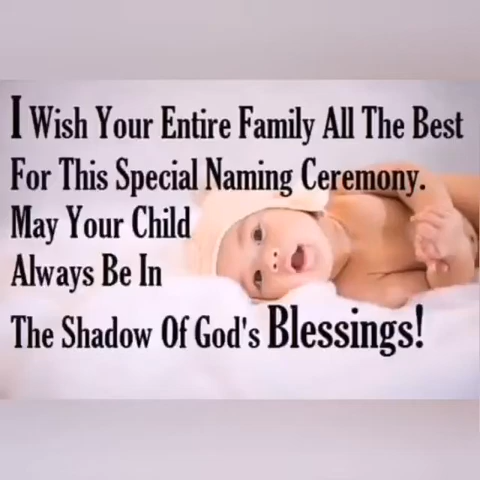 I Wish Your Entire Family All The Best
For This Special Naming Ceremony.
May Your Child
Always Be In
The Shadow Of God's Blessings!